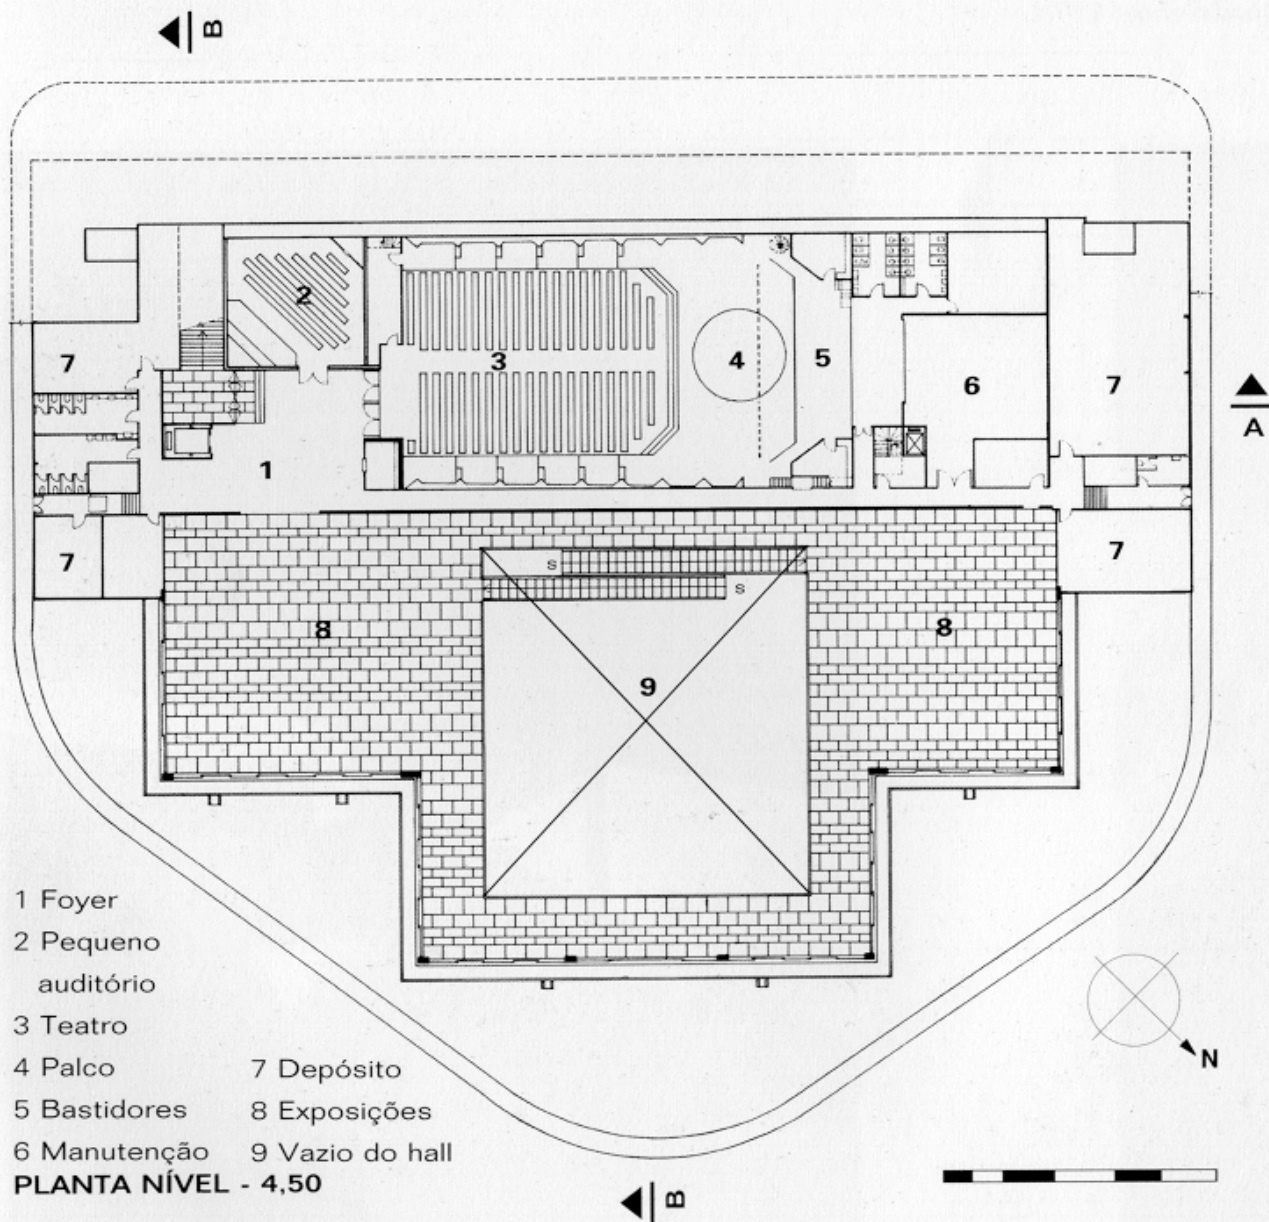 B
2
7
3
4
5
6
7
A
1
7
7
S
S
8
8
9
1 Foyer
2 Pequeno
auditório
3 Teatro
4 Palco
5 Bastidores
6 Manutenção
7 Depósito
8 Exposições
9 Vazio do hall
PLANTA NÍVEL - 4,50
N
B